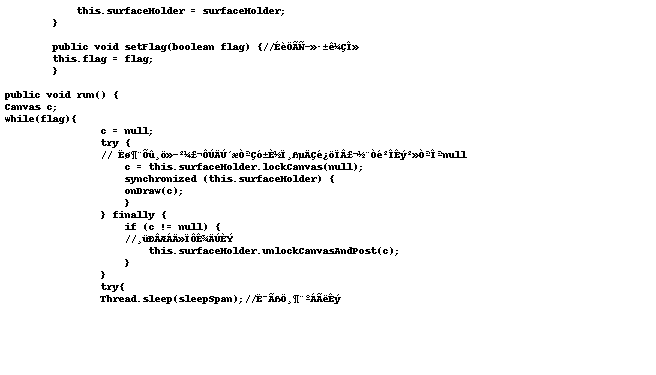 this.surfaceHolder = surfaceHolder;
}
public void setFlag(boolean flag) {//ÉèÖÃÑ­»·±ê¼ÇÎ»
this.flag = flag;
}
public void run() {
Canvas c;
while(flag){
c = null;
try {
// Ëø¶¨Õû¸ö»­²¼£¬ÔÚÄÚ´æÒªÇó±È½Ï¸ßµÄÇé¿öÏÂ£¬½¨Òé²ÎÊý²»ÒªÎªnull
c = this.surfaceHolder.lockCanvas(null);
synchronized (this.surfaceHolder) {
onDraw(c);
}
} finally {
if (c != null) {
//¸üÐÂÆÁÄ»ÏÔÊ¾ÄÚÈÝ
this.surfaceHolder.unlockCanvasAndPost(c);
}
}
try{
Thread.sleep(sleepSpan);//Ë¯ÃßÖ¸¶¨ºÁÃëÊý